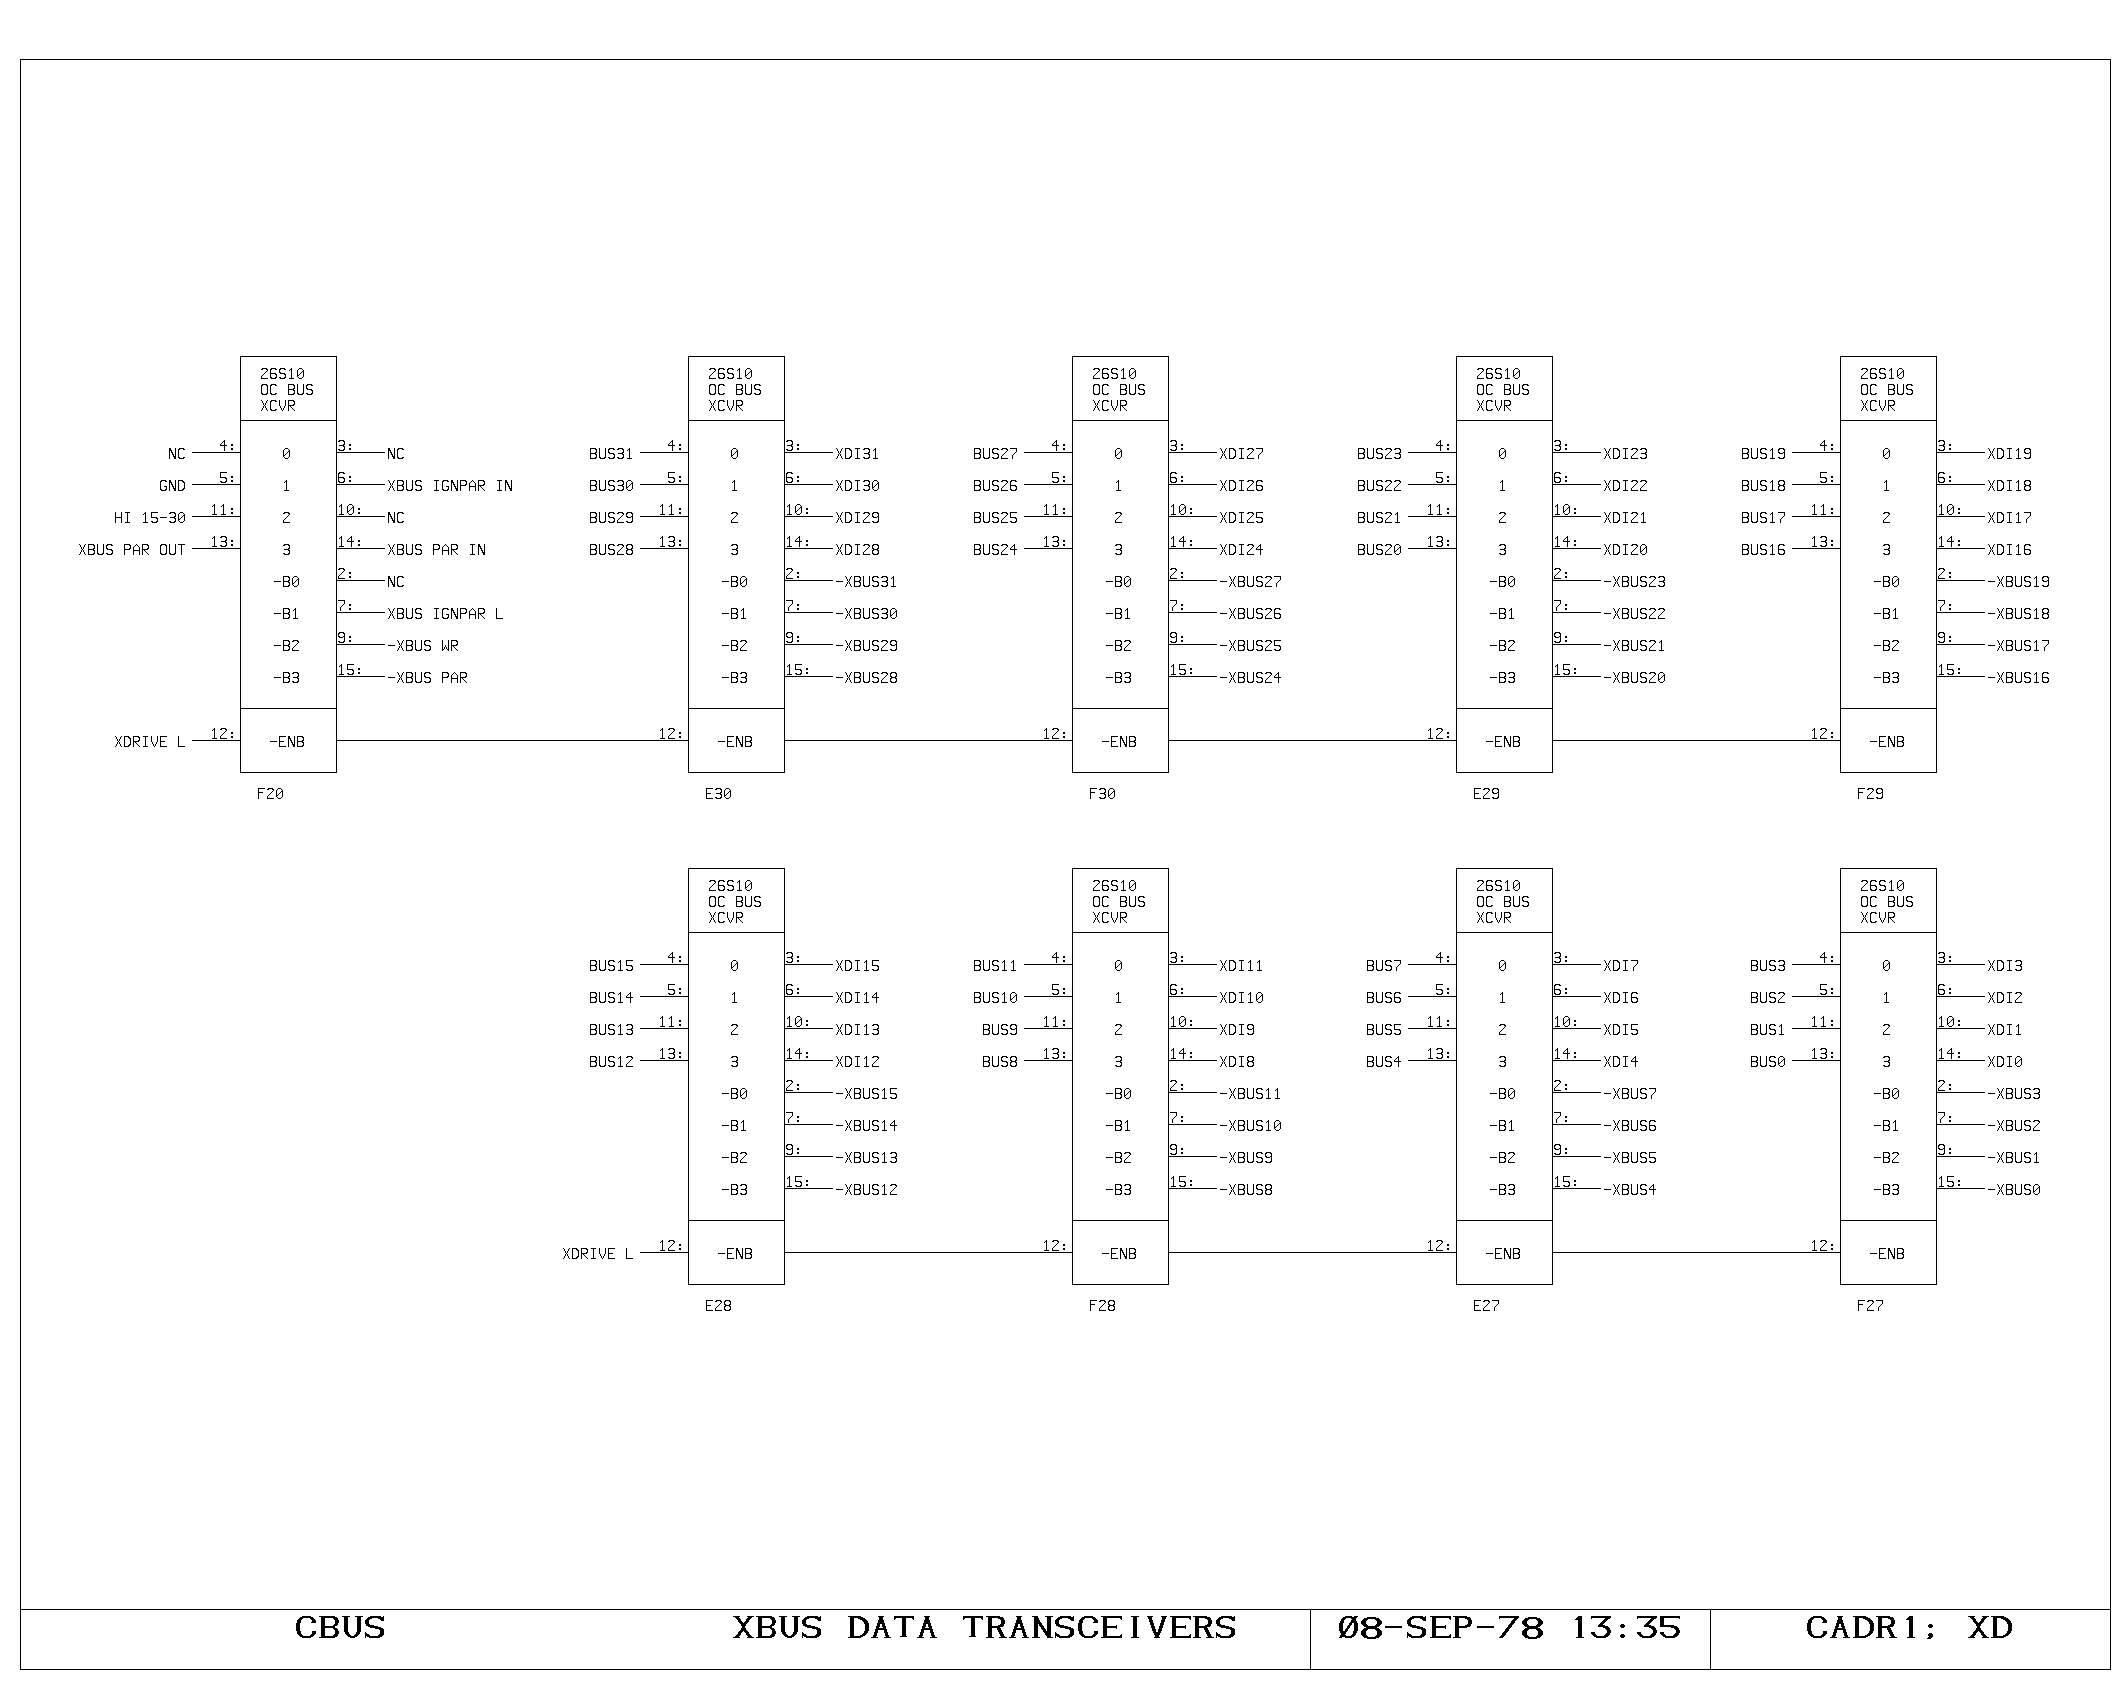 26S10 26S10 26S10 26S10 26S10
OC BUS OC BUS OC BUS OC BUS OC BUS
XCVR XCVR XCVR XCVR XCVR
NC 4: 0 3: NC BUS31 4: 0 3: XDI31 BUS27 4: 0 3: XDI27 BUS23 4: 0 3: XDI23 BUS19 4: 0 3: XDI19
GND 5: 1 6: XBUS IGNPAR IN BUS30 5: 1 6: XDI30 BUS26 5: 1 6: XDI26 BUS22 5: 1 6: XDI22 BUS18 5: 1 6: XDI18
HI 15-30 11: 2 10: NC BUS29 11: 2 10: XDI29 BUS25 11: 2 10: XDI25 BUS21 11: 2 10: XDI21 BUS17 11: 2 10: XDI17
XBUS PAR OUT 13: 3 14: XBUS PAR IN BUS28 13: 3 14: XDI28 BUS24 13: 3 14: XDI24 BUS20 13: 3 14: XDI20 BUS16 13: 3 14: XDI16
-B0 2: NC -B0 2: -XBUS31 -B0 2: -XBUS27 -B0 2: -XBUS23 -B0 2: -XBUS19
-B1 7: XBUS IGNPAR L -B1 7: -XBUS30 -B1 7: -XBUS26 -B1 7: -XBUS22 -B1 7: -XBUS18
-B2 9: -XBUS WR -B2 9: -XBUS29 -B2 9: -XBUS25 -B2 9: -XBUS21 -B2 9: -XBUS17
-B3 15: -XBUS PAR -B3 15: -XBUS28 -B3 15: -XBUS24 -B3 15: -XBUS20 -B3 15: -XBUS16
XDRIVE L 12: -ENB 12: -ENB 12: -ENB 12: -ENB 12: -ENB
F20 E30 F30 E29 F29
26S10 26S10 26S10 26S10
OC BUS OC BUS OC BUS OC BUS
XCVR XCVR XCVR XCVR
BUS15 4: 0 3: XDI15 BUS11 4: 0 3: XDI11 BUS7 4: 0 3: XDI7 BUS3 4: 0 3: XDI3
BUS14 5: 1 6: XDI14 BUS10 5: 1 6: XDI10 BUS6 5: 1 6: XDI6 BUS2 5: 1 6: XDI2
BUS13 11: 2 10: XDI13 BUS9 11: 2 10: XDI9 BUS5 11: 2 10: XDI5 BUS1 11: 2 10: XDI1
BUS12 13: 3 14: XDI12 BUS8 13: 3 14: XDI8 BUS4 13: 3 14: XDI4 BUS0 13: 3 14: XDI0
-B0 2: -XBUS15 -B0 2: -XBUS11 -B0 2: -XBUS7 -B0 2: -XBUS3
-B1 7: -XBUS14 -B1 7: -XBUS10 -B1 7: -XBUS6 -B1 7: -XBUS2
-B2 9: -XBUS13 -B2 9: -XBUS9 -B2 9: -XBUS5 -B2 9: -XBUS1
-B3 15: -XBUS12 -B3 15: -XBUS8 -B3 15: -XBUS4 -B3 15: -XBUS0
XDRIVE L 12: -ENB 12: -ENB 12: -ENB 12: -ENB
E28 F28 E27 F27
CBUS XBUS DATA TRANSCEIVERS 08-SEP-78 13:35 CADR1; XD